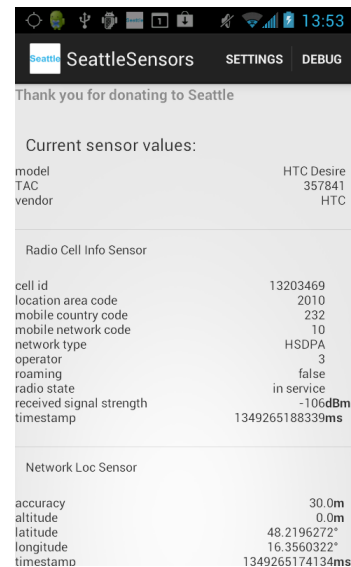 1 13:53
Seattle SeattleSensors SETTINGS DEBUG
Thank you for donating to Seattle
Current sensor values:
model HTC Desire
TAC 357841
vendor HTC
Radio Cell Info Sensor
cell id 13203469
location area code 2010
mobile country code 232
mobile network code 10
network type HSDPA
operator 3
roaming false
radio state in service
received signal strength -106dBm
timestamp 1349265188339ms
Network Loc Sensor
accuracy 30.0m
altitude 0.0m
latitude 48.2196272°
longitude 16.3560322°
timestamp 1349265174134ms